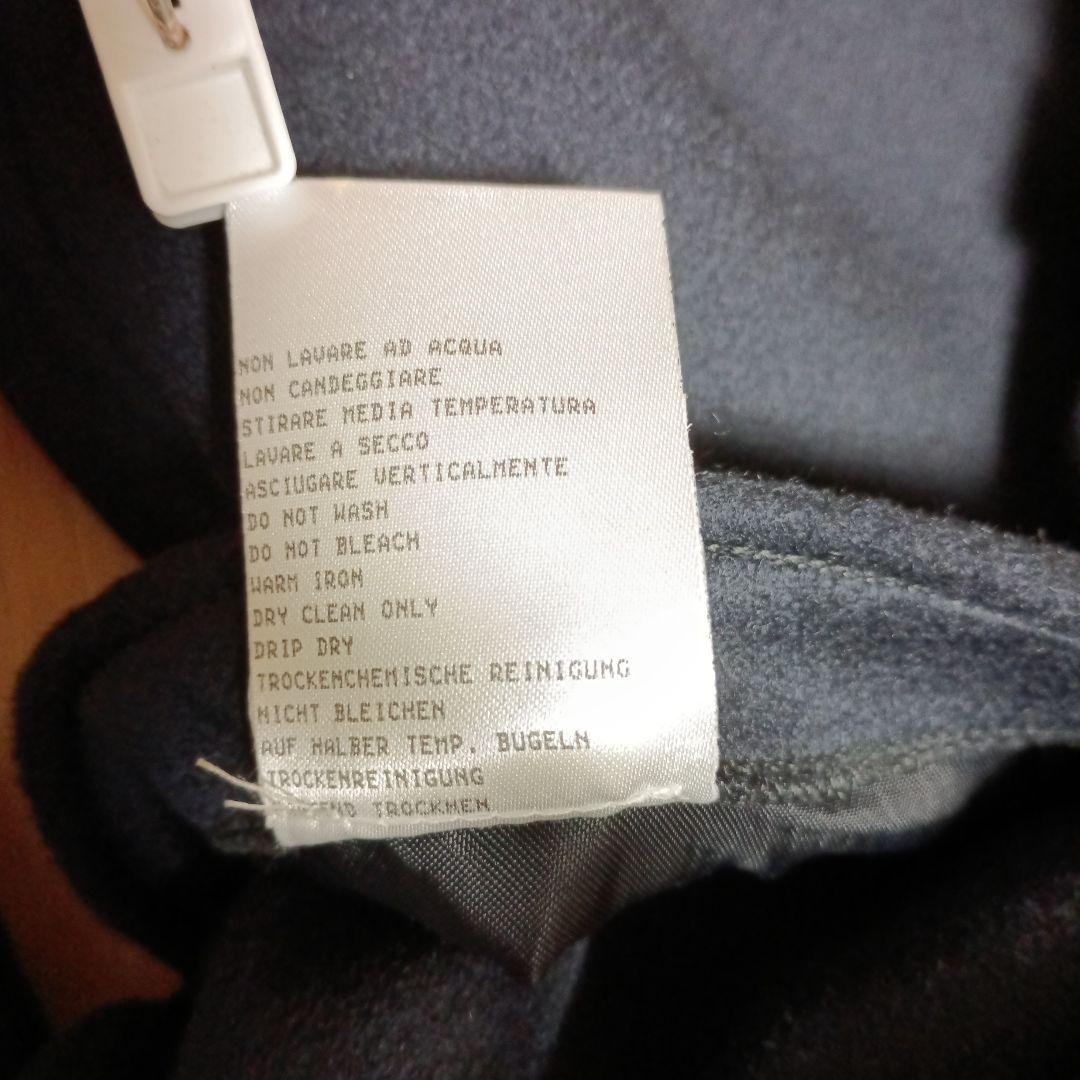 NON LAVARE AD ACQUA
NON CANDEGGIARE
STIRARE MEDIA TEMPERATURA
LAVARE A SECCO
ASCIUGARE VERTICALMENTE
DO NOT WASH
DO NOT BLEACH
WARM IRON
DRY CLEAN ONLY
DRIP DRY
TROCKENCHEMISCHE REINIGUNG
NICHT BLEICHEN
AUF HALBER TEMP. BUGELN
TROCKENREINIGUNG
TROCKNEN